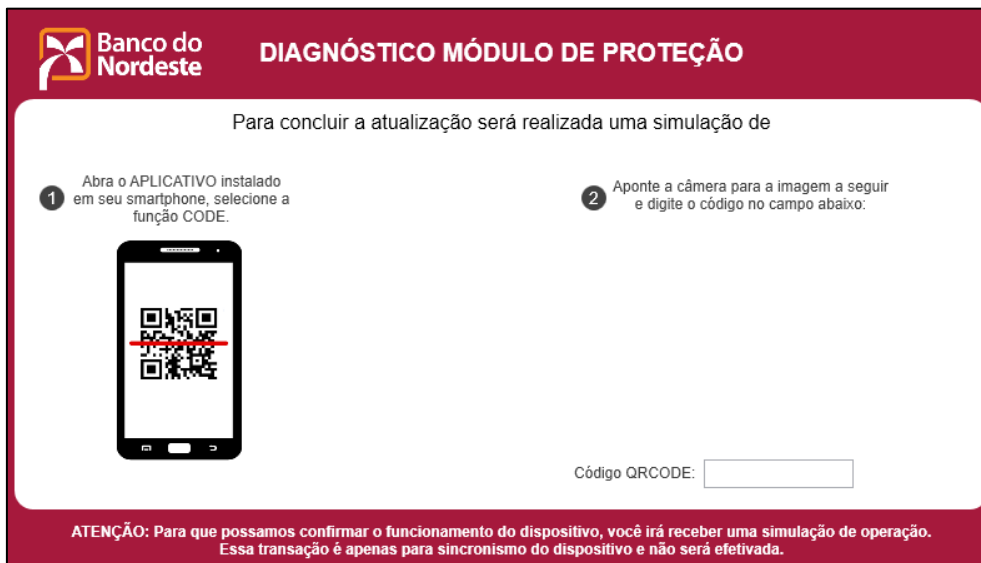 Banco do
Nordeste
DIAGNÓSTICO MÓDULO DE PROTEÇÃO
Para concluir a atualização será realizada uma simulação de
1
Abra o APLICATIVO instalado
em seu smartphone, selecione a
função CODE.
2
Aponte a câmera para a imagem a seguir
e digite o código no campo abaixo:
Código QRCODE:
ATENÇÃO: Para que possamos confirmar o funcionamento do dispositivo, você irá receber uma simulação de operação.
Essa transação é apenas para sincronismo do dispositivo e não será efetivada.